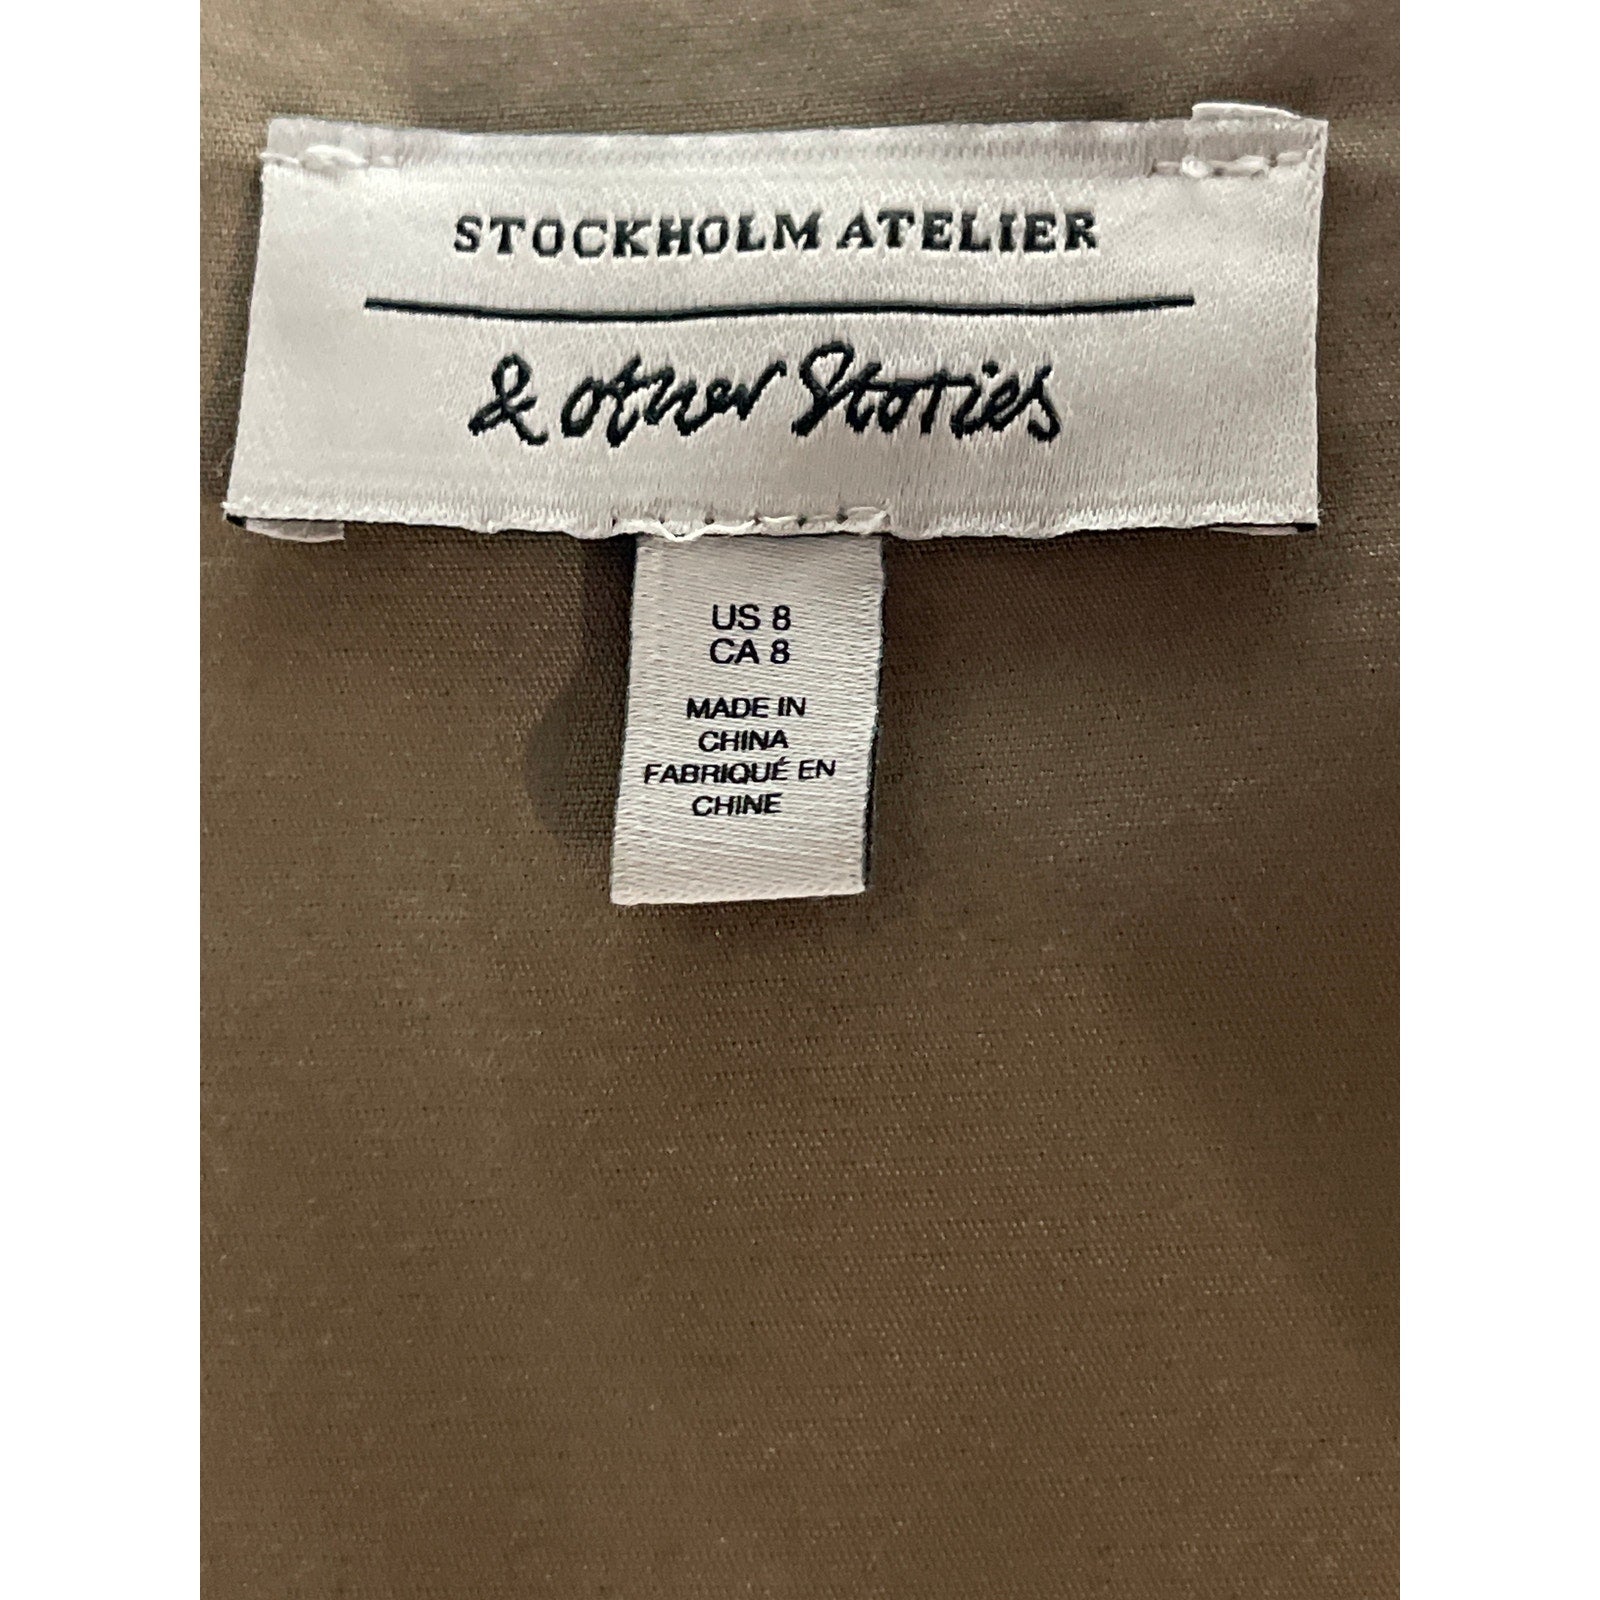 STOCKHOLM ATELIER
& other Stories
US 8
CA 8
MADE IN
CHINA
FABRIQUÉ EN
CHINE